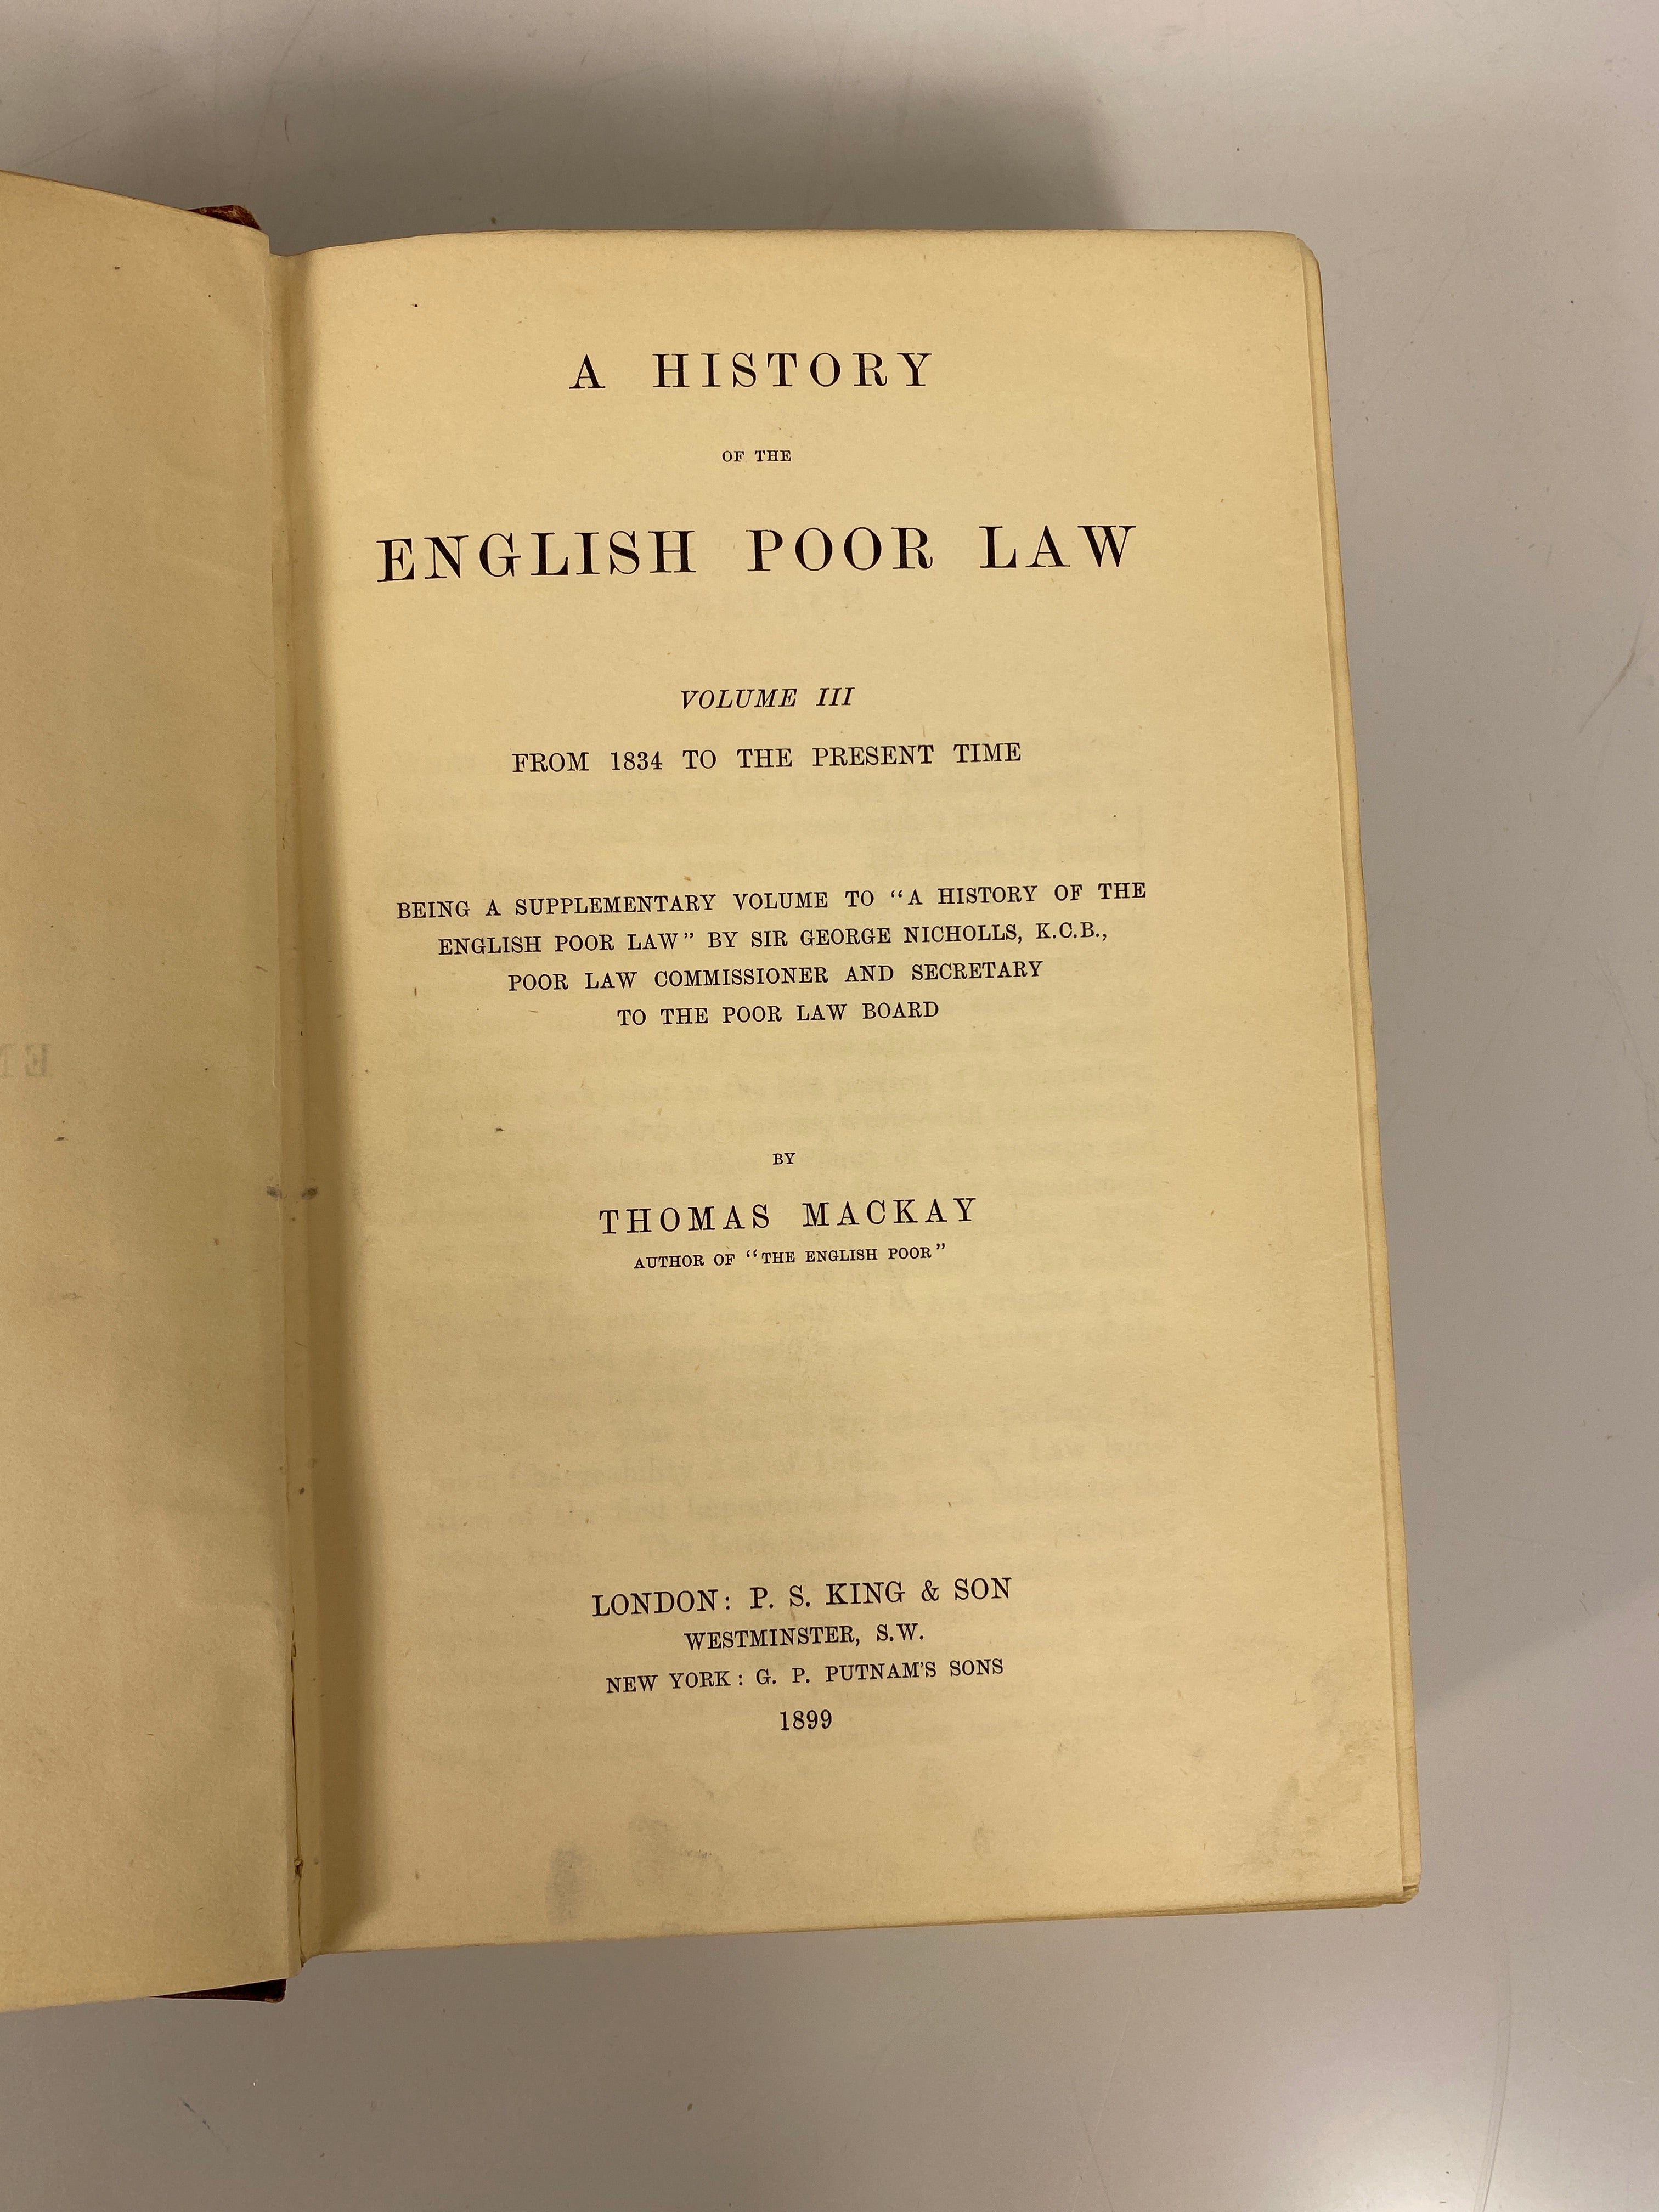 A HISTORY
OF THE
ENGLISH POOR LAW
VOLUME III
FROM 1834 TO THE PRESENT TIME
BEING A SUPPLEMENTARY VOLUME TO "A HISTORY OF THE
ENGLISH POOR LAW" BY SIR GEORGE NICHOLLS, K.C.B.,
POOR LAW COMMISSIONER AND SECRETARY
TO THE POOR LAW BOARD
BY
THOMAS MACKAY
AUTHOR OF "THE ENGLISH POOR"
LONDON: P. S. KING & SON
WESTMINSTER, S.W.
NEW YORK: G. P. PUTNAM'S SONS
1899